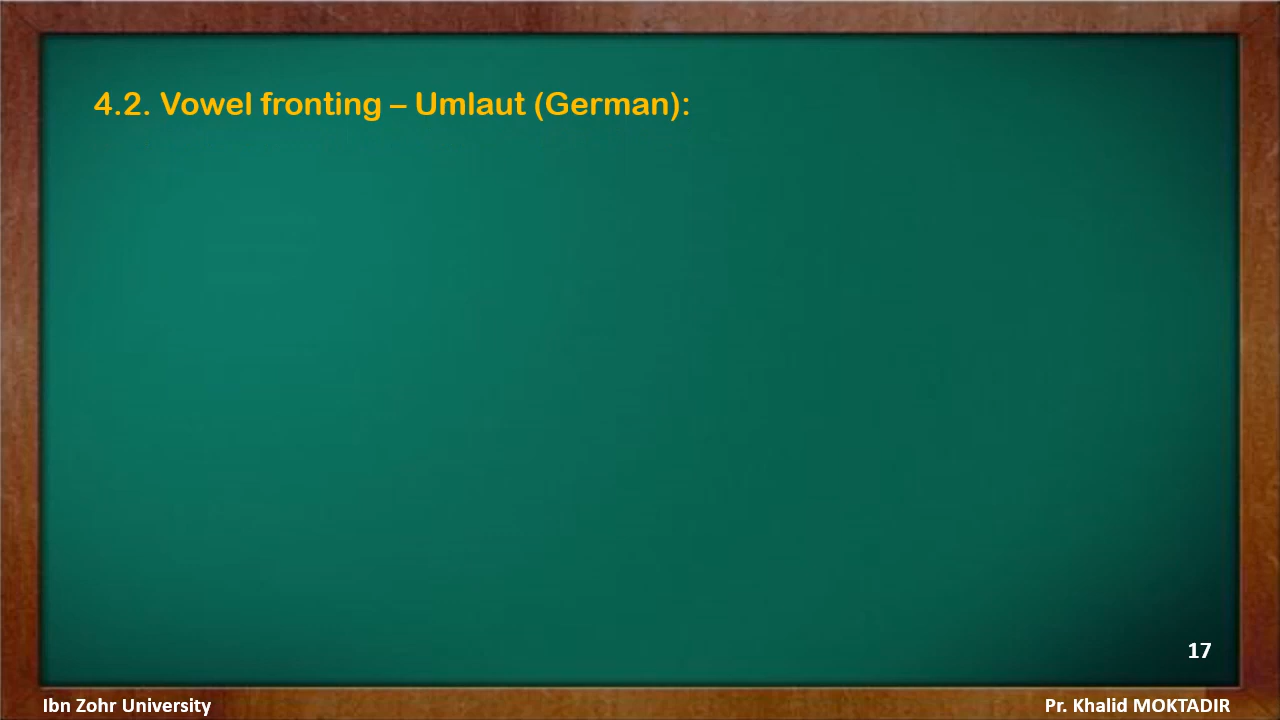 4.2. Vowel fronting – Umlaut (German):
17
Ibn Zohr University
Pr. Khalid MOKTADIR